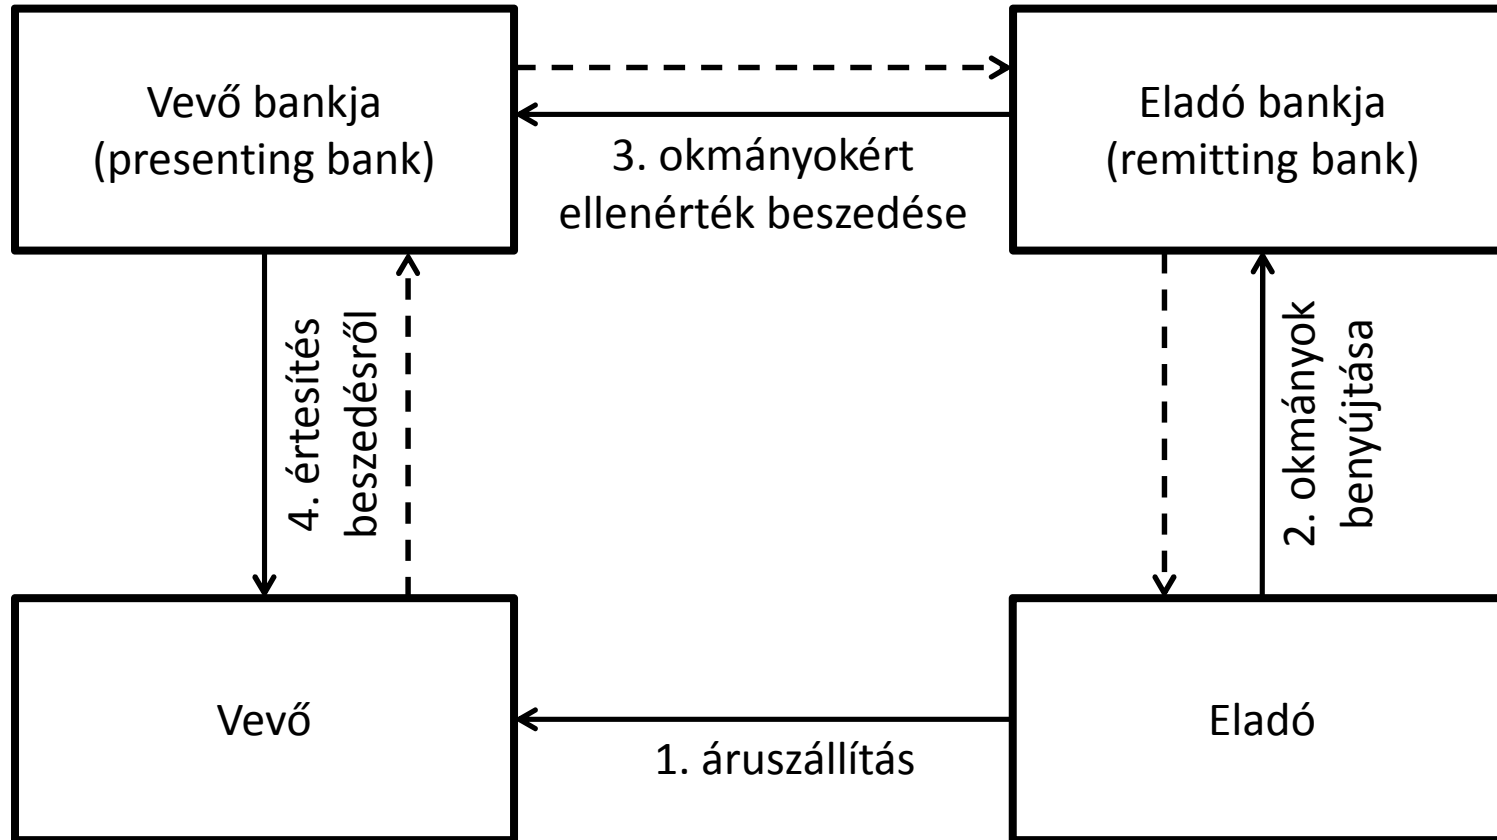 Vevő bankja
(presenting bank)
Eladó bankja
(remitting bank)
3. okmányokért
ellenérték beszedése
4. értesítés
beszedésről
2. okmányok
benyújtása
Vevő
Eladó
1. áruszállítás